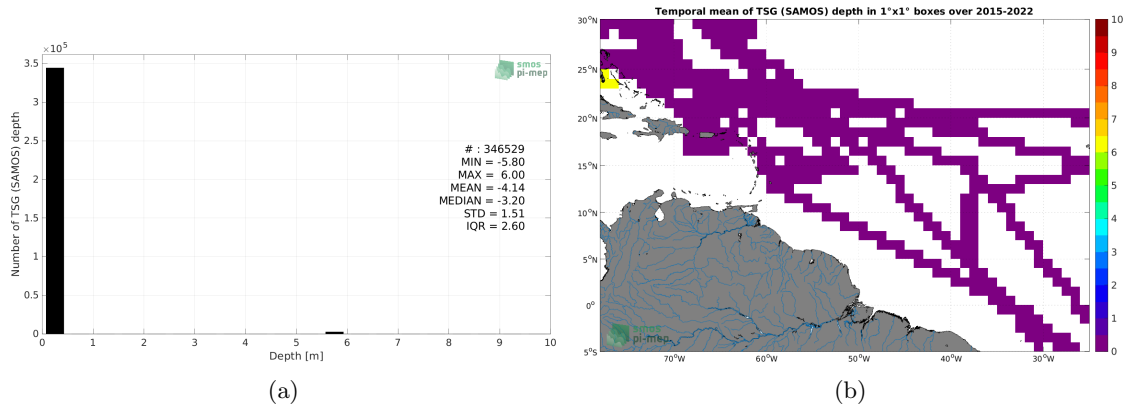 ×10⁵
3.5
3
2.5
2
1.5
1
0.5
0
Number of TSG (SAMOS) depth
smos
pi-mep
# : 346529
MIN = -5.80
MAX = 6.00
MEAN = -4.14
MEDIAN = -3.20
STD = 1.51
IQR = 2.60
0 1 2 3 4 5 6 7 8 9 10
Depth [m]
(a)
Temporal mean of TSG (SAMOS) depth in 1°x1° boxes over 2015-2022
30°N
25°N
20°N
15°N
10°N
5°N
0°
5°S
70°W 60°W 50°W 40°W 30°W
smos
pi-mep
10
9
8
7
6
5
4
3
2
1
0
(b)